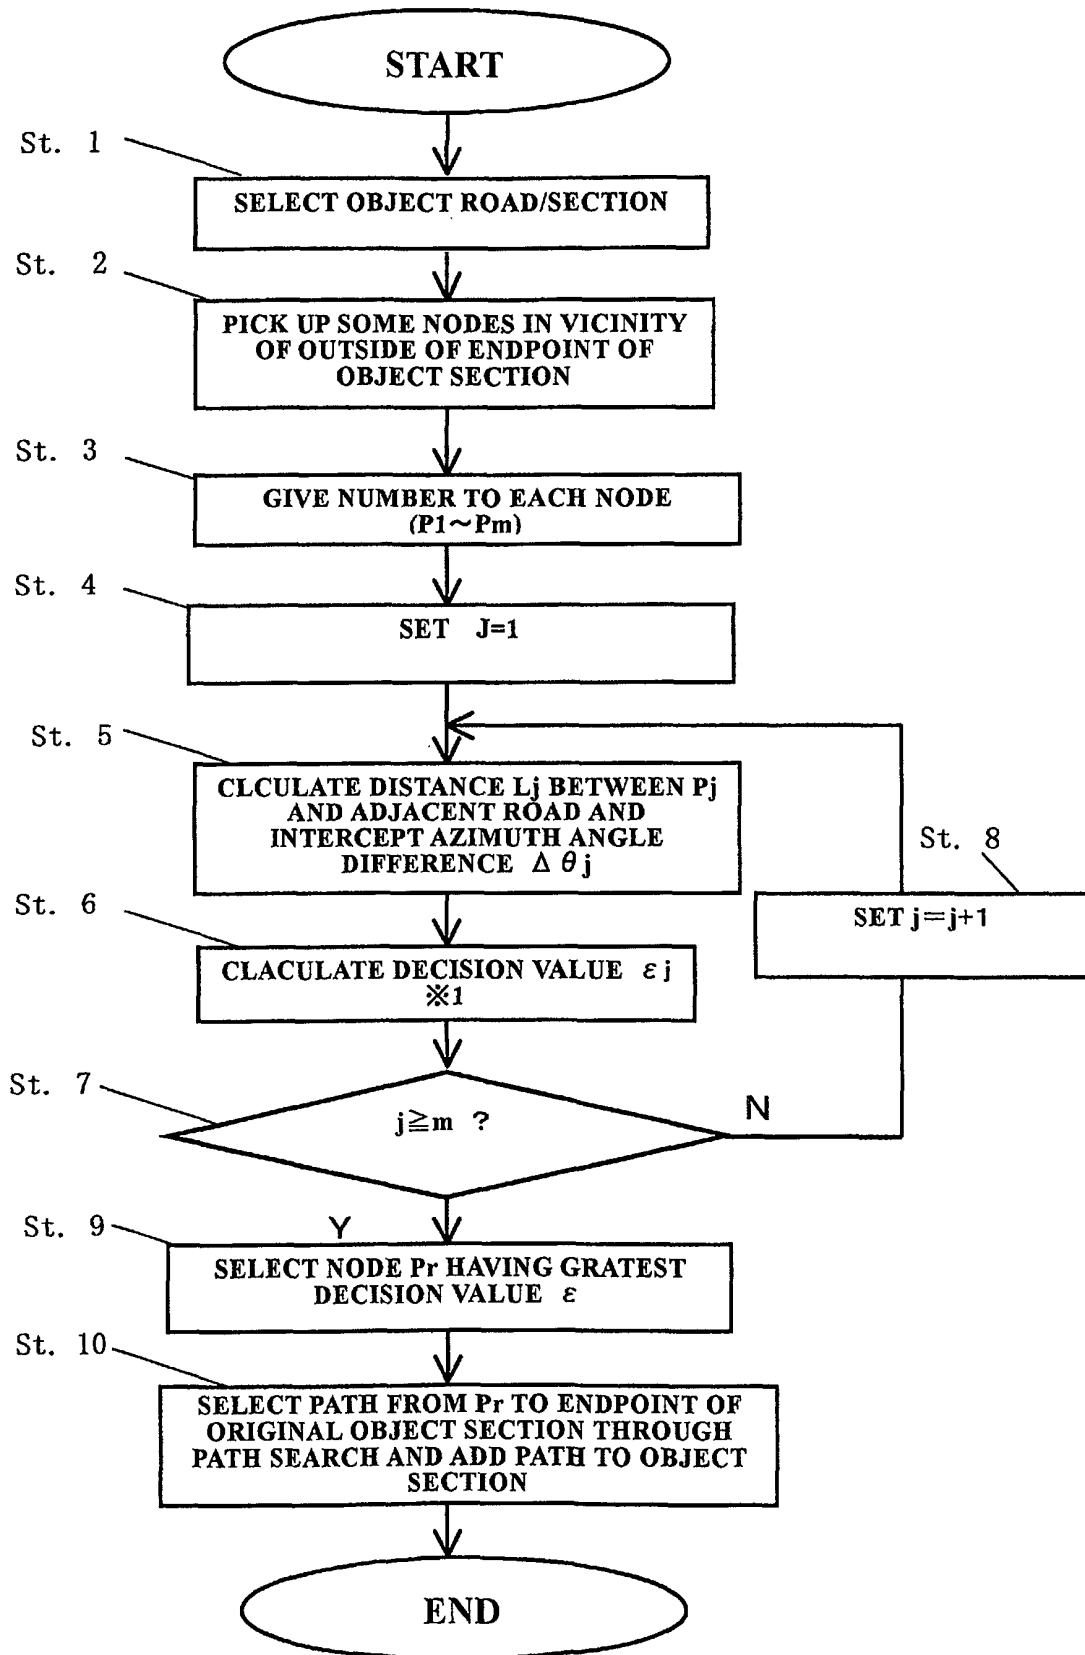 START
St. 1
SELECT OBJECT ROAD/SECTION
St. 2
PICK UP SOME NODES IN VICINITY
OF OUTSIDE OF ENDPOINT OF
OBJECT SECTION
St. 3
GIVE NUMBER TO EACH NODE
(P1～Pm)
St. 4
SET J=1
St. 5
CLCULATE DISTANCE Lj BETWEEN Pj
AND ADJACENT ROAD AND
INTERCEPT AZIMUTH ANGLE
DIFFERENCE Δ θ j
St. 6
CLACULATE DECISION VALUE ε j
※1
St. 7
j≧m ?
N
St. 8
SET j=j+1
Y
St. 9
SELECT NODE Pr HAVING GRATEST
DECISION VALUE ε
St. 10
SELECT PATH FROM Pr TO ENDPOINT OF
ORIGINAL OBJECT SECTION THROUGH
PATH SEARCH AND ADD PATH TO OBJECT
SECTION
END